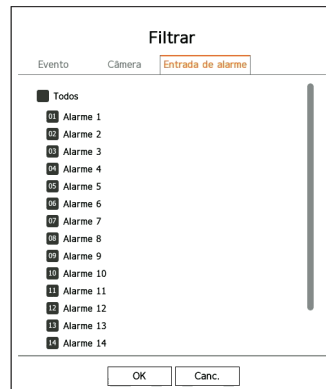 Filtrar
Evento Câmera Entrada de alarme
Todos
01 Alarme 1
02 Alarme 2
03 Alarme 3
04 Alarme 4
05 Alarme 5
06 Alarme 6
07 Alarme 7
08 Alarme 8
09 Alarme 9
10 Alarme 10
11 Alarme 11
12 Alarme 12
13 Alarme 13
14 Alarme 14
OK Canc.